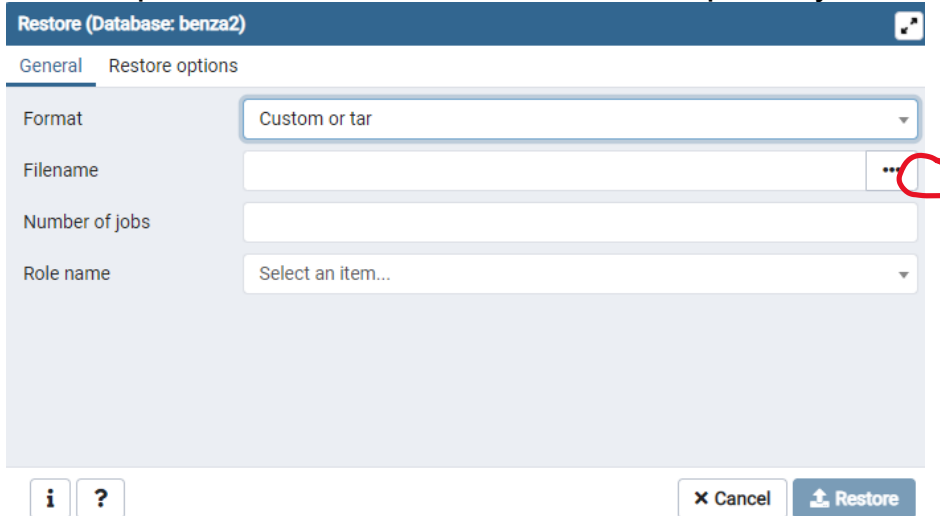 Restore (Database: benza2)
General Restore options
Format Custom or tar
Filename •••
Number of jobs
Role name Select an item...
i ? × Cancel Restore